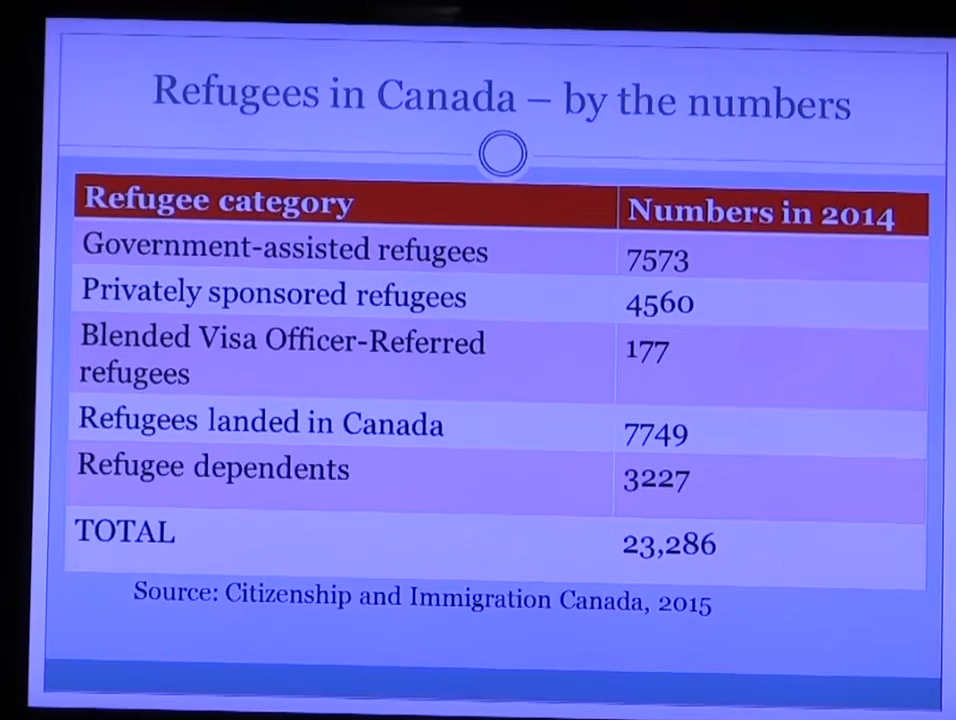 Refugees in Canada – by the numbers
Refugee category Numbers in 2014
Government-assisted refugees 7573
Privately sponsored refugees 4560
Blended Visa Officer-Referred 177
refugees
Refugees landed in Canada 7749
Refugee dependents 3227
TOTAL 23,286
Source: Citizenship and Immigration Canada, 2015